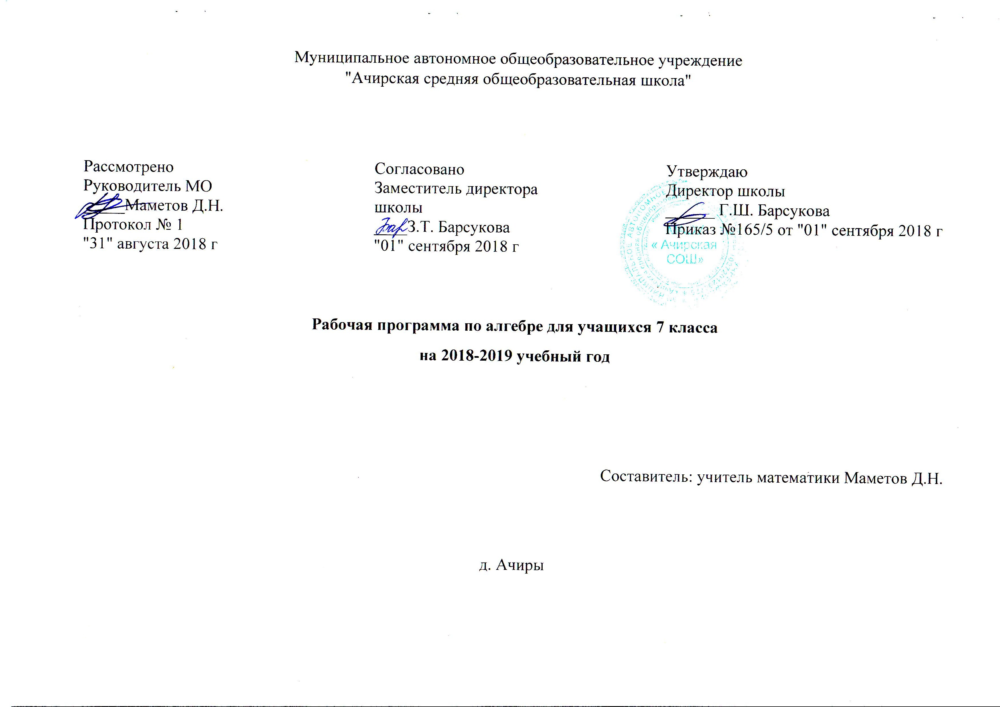 Муниципальное автономное общеобразовательное учреждение
"Ачирская средняя общеобразовательная школа"
Рассмотрено
Руководитель МО
Маметов Д.Н.
Протокол № 1
"31" августа 2018 г
Согласовано
Заместитель директора
школы
Бар З.Т. Барсукова
"01" сентября 2018 г
Утверждаю
Директор школы
Г.Ш. Барсукова
Приказ №165/5 от "01" сентября 2018 г
« Ачирская
СОШ»
Рабочая программа по алгебре для учащихся 7 класса
на 2018-2019 учебный год
Составитель: учитель математики Маметов Д.Н.
д. Ачиры